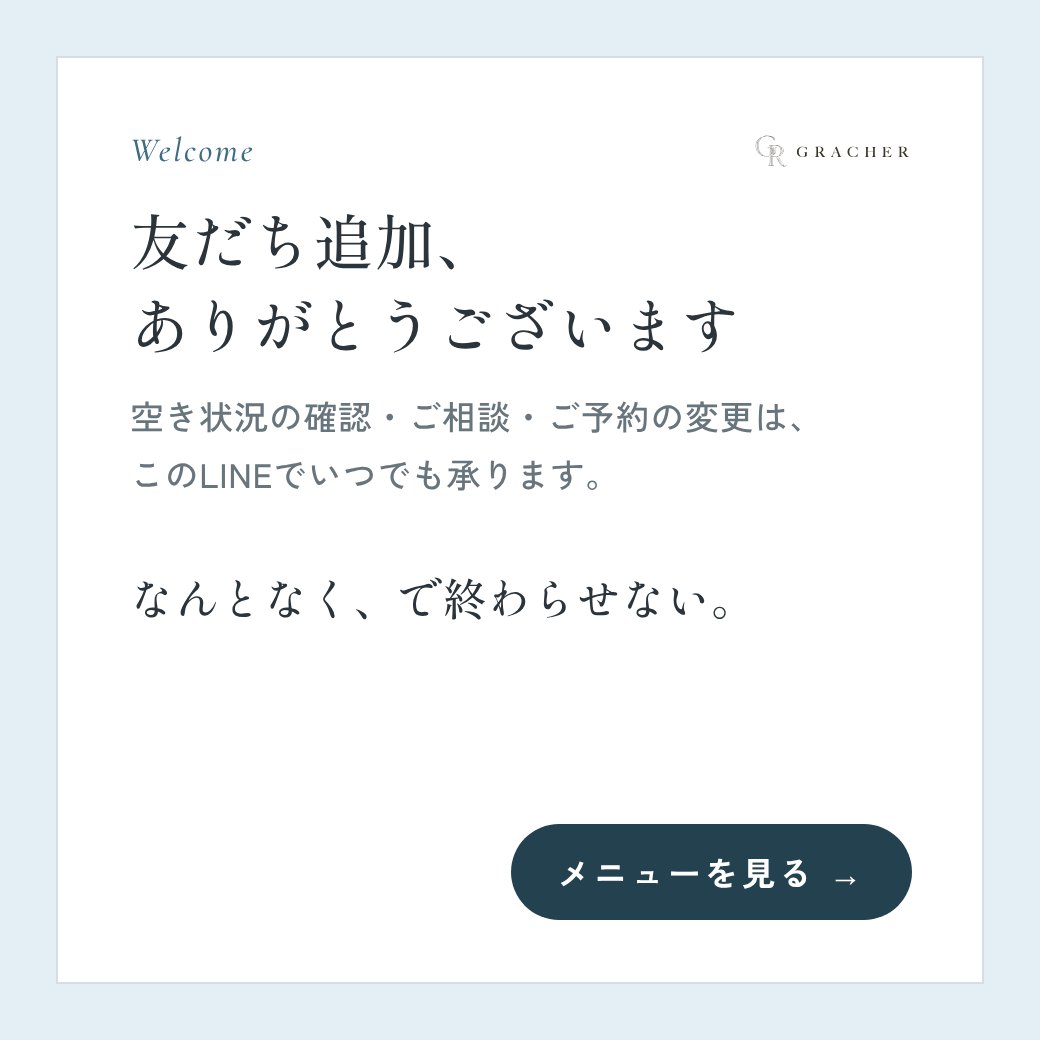 Welcome
GR GRACHER
友だち追加、
ありがとうございます
空き状況の確認・ご相談・ご予約の変更は、
このLINEでいつでも承ります。
なんとなく、で終わらせない。
メニューを見る →